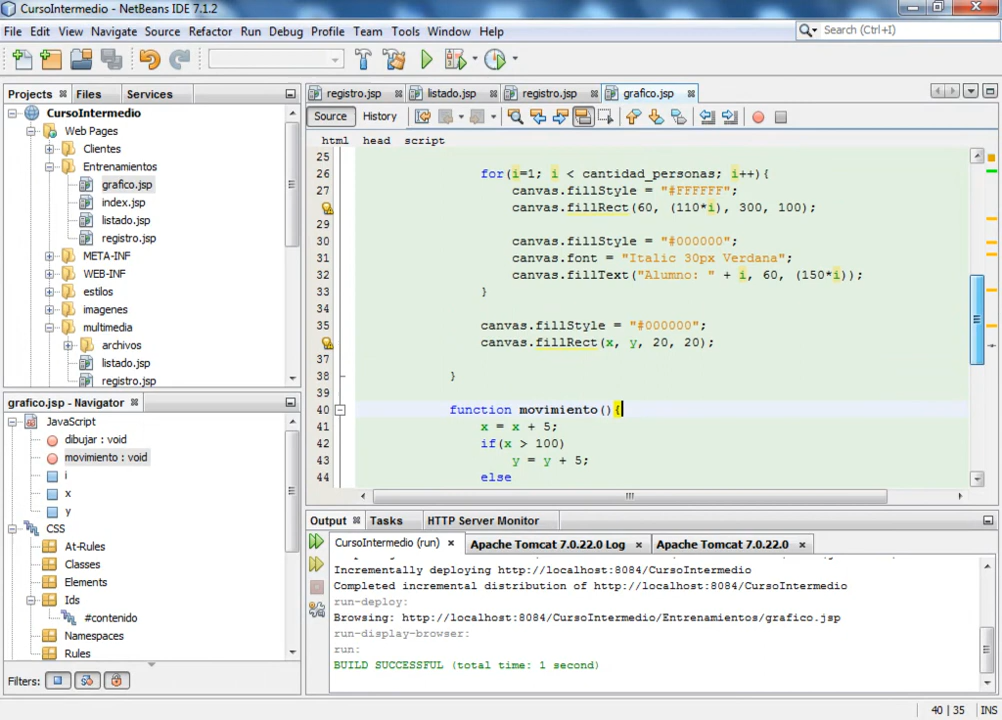 CursoIntermedio - NetBeans IDE 7.1.2
File Edit View Navigate Source Refactor Run Debug Profile Team Tools Window Help
Search (Ctrl+I)
Projects Files Services
registro.jsp listado.jsp registro.jsp grafico.jsp
CursoIntermedio
Web Pages
Clientes
Entrenamientos
grafico.jsp
index.jsp
listado.jsp
registro.jsp
META-INF
WEB-INF
estilos
imagenes
multimedia
archivos
listado.jsp
registro.jsp
Source History
html head script
25
26 for(i=1; i < cantidad_personas; i++){
27 canvas.fillStyle = "#FFFFFF";
canvas.fillRect(60, (110*i), 300, 100);
29
30 canvas.fillStyle = "#000000";
31 canvas.font = "Italic 30px Verdana";
32 canvas.fillText("Alumno: " + i, 60, (150*i));
33 }
34
35 canvas.fillStyle = "#000000";
canvas.fillRect(x, y, 20, 20);
37
38 }
39
40 function movimiento(){
41 x = x + 5;
42 if(x > 100)
43 y = y + 5;
44 else
grafico.jsp - Navigator
JavaScript
dibujar : void
movimiento : void
i
x
y
CSS
At-Rules
Classes
Elements
Ids
#contenido
Namespaces
Rules
Filters:
Output Tasks HTTP Server Monitor
CursoIntermedio (run) Apache Tomcat 7.0.22.0 Log Apache Tomcat 7.0.22.0
Incrementally deploying http://localhost:8084/CursoIntermedio
Completed incremental distribution of http://localhost:8084/CursoIntermedio
run-deploy:
Browsing: http://localhost:8084/CursoIntermedio/Entrenamientos/grafico.jsp
run-display-browser:
run:
BUILD SUCCESSFUL (total time: 1 second)
40 | 35 INS